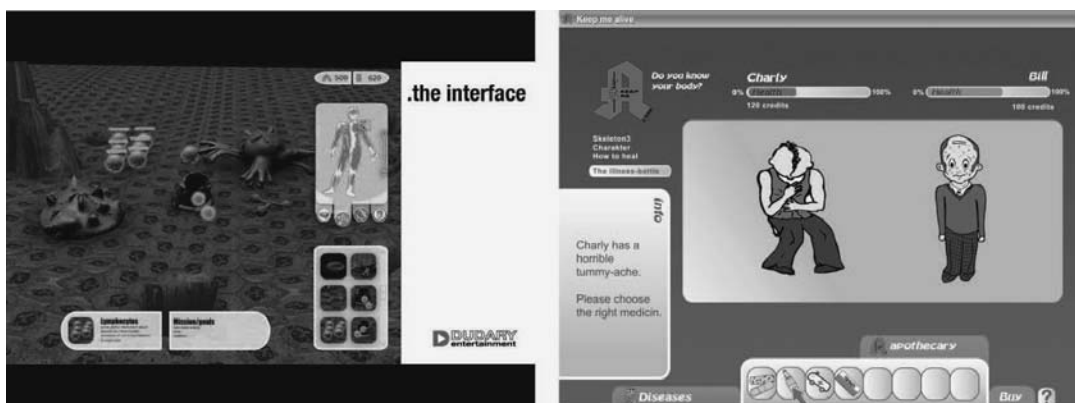 500 620
.the interface
Lymphocytes
Mission/goals
DUDARY
entertainment
Keep me alive
Do you know
your body?
Charly
0% Health 100%
120 credits
Bill
0% Health 100%
100 credits
Skeleton3
Charakter
How to heal
The illness-battle
info
Charly has a
horrible
tummy-ache.
Please choose
the right medicin.
apothecary
Diseases
Buy ?